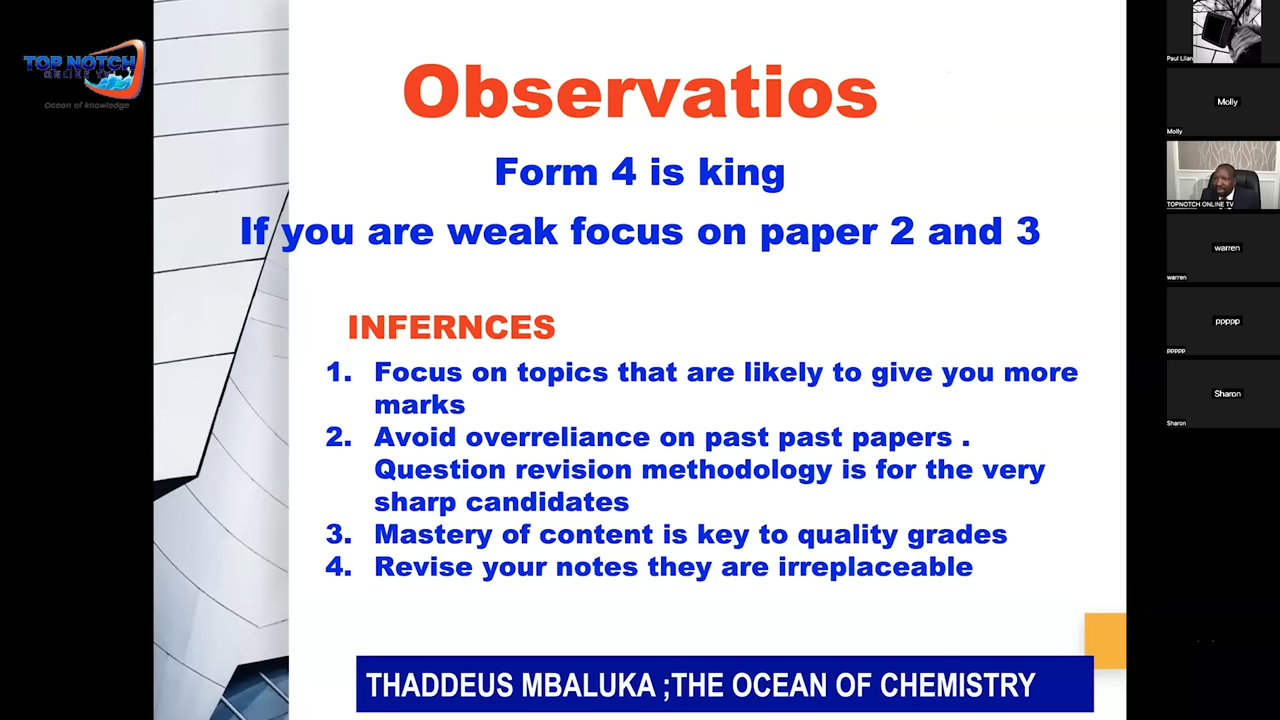 TOP NOTCH
ONLINE TV
Ocean of knowledge
Observatios
Form 4 is king
If you are weak focus on paper 2 and 3
INFERNCES
1. Focus on topics that are likely to give you more
marks
2. Avoid overreliance on past past papers .
Question revision methodology is for the very
sharp candidates
3. Mastery of content is key to quality grades
4. Revise your notes they are irreplaceable
THADDEUS MBALUKA ;THE OCEAN OF CHEMISTRY
Paul Lilan
Molly
Molly
TOPNOTCH ONLINE TV
warren
warren
ppppp
ppppp
Sharon
Sharon